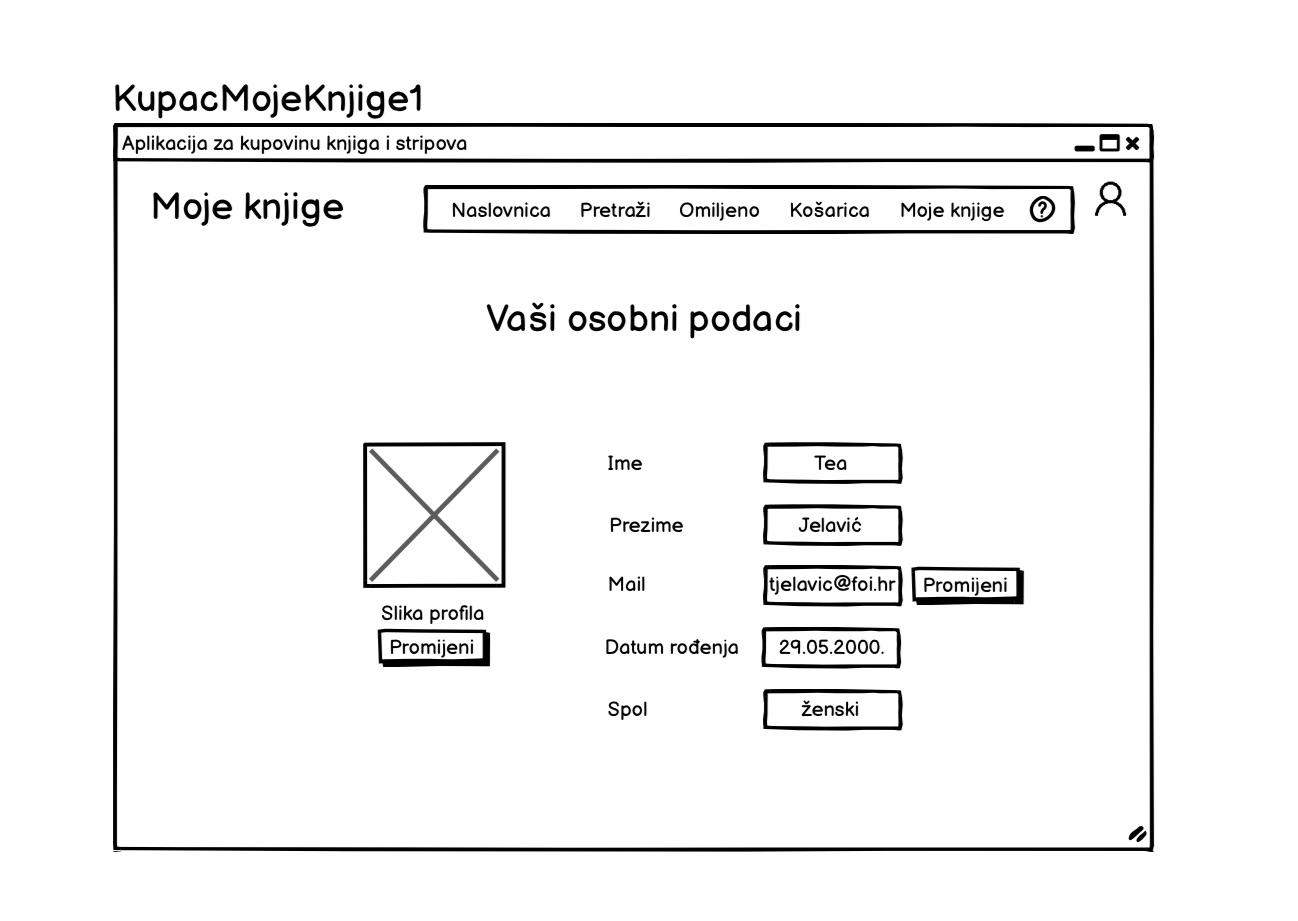 KupacMojeKnjige1
Aplikacija za kupovinu knjiga i stripova
Moje knjige
Naslovnica Pretraži Omiljeno Košarica Moje knjige ?
Vaši osobni podaci
Ime Tea
Prezime Jelavić
Mail tjelavic@foi.hr Promijeni
Slika profila
Promijeni
Datum rođenja 29.05.2000.
Spol ženski